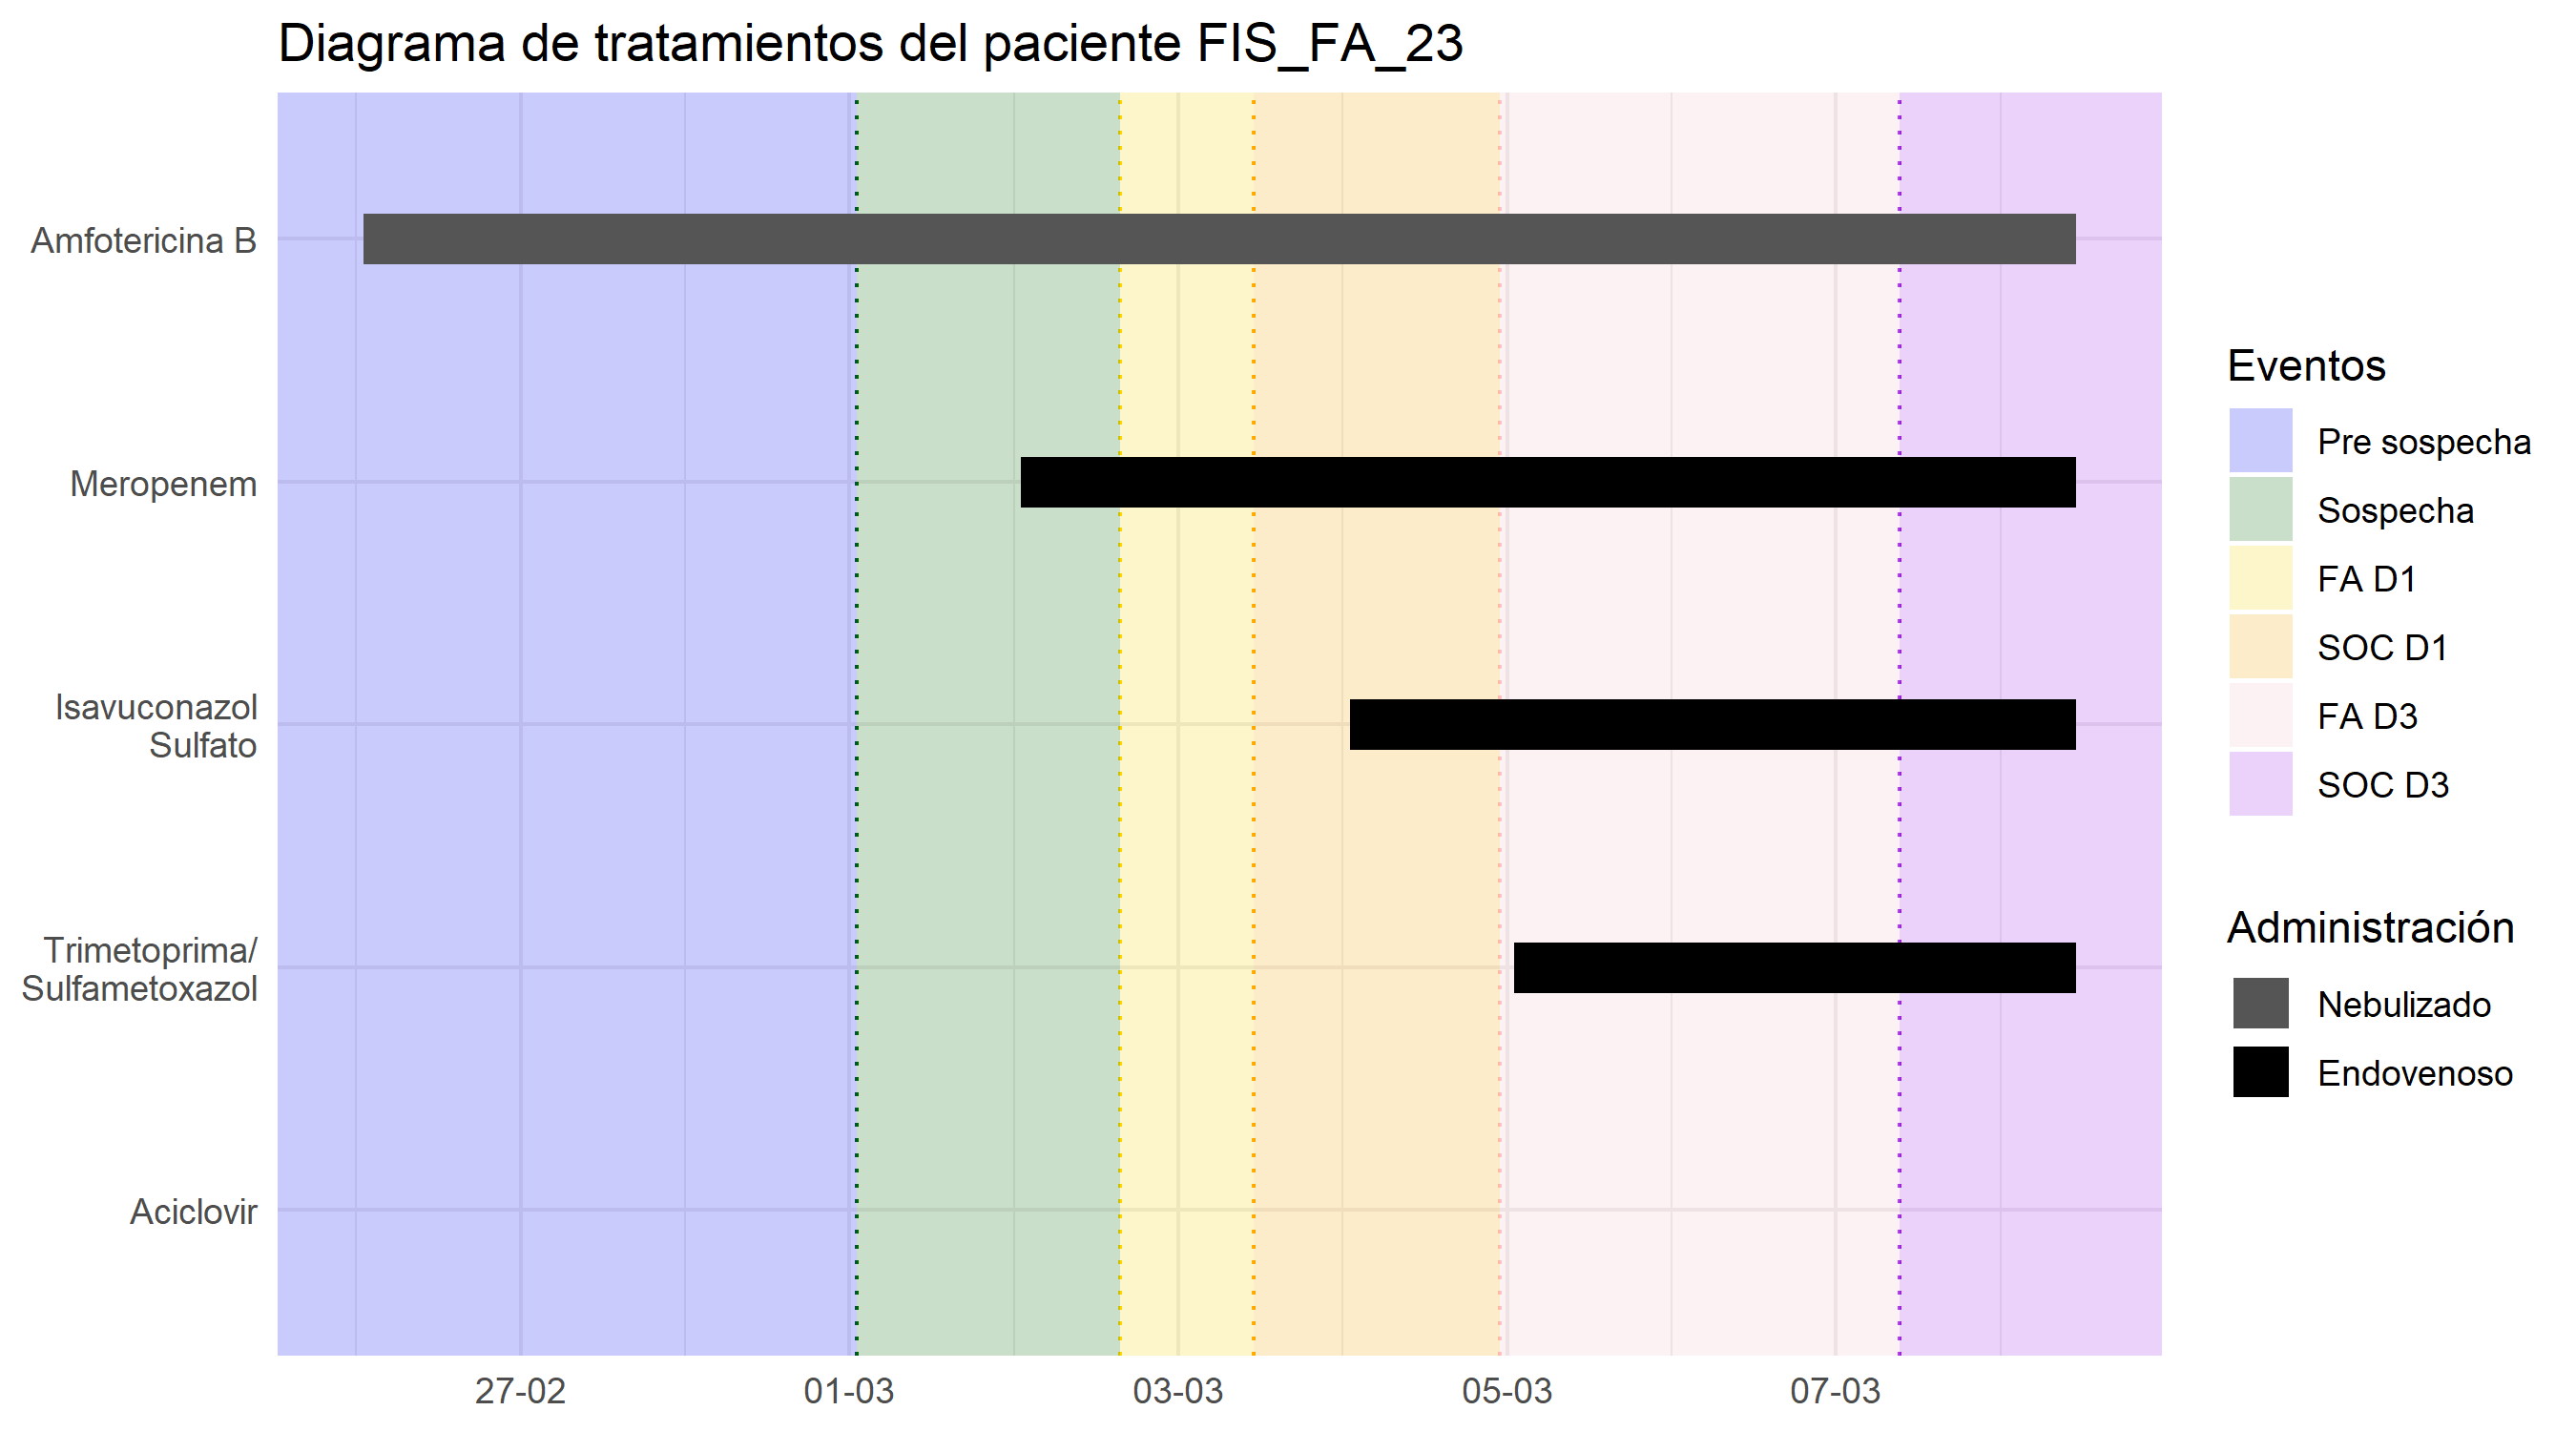 Diagrama de tratamientos del paciente FIS_FA_23
Amfotericina B
Meropenem
Isavuconazol
Sulfato
Trimetoprima/
Sulfametoxazol
Aciclovir
27-02
01-03
03-03
05-03
07-03
Eventos
Pre sospecha
Sospecha
FA D1
SOC D1
FA D3
SOC D3
Administración
Nebulizado
Endovenoso